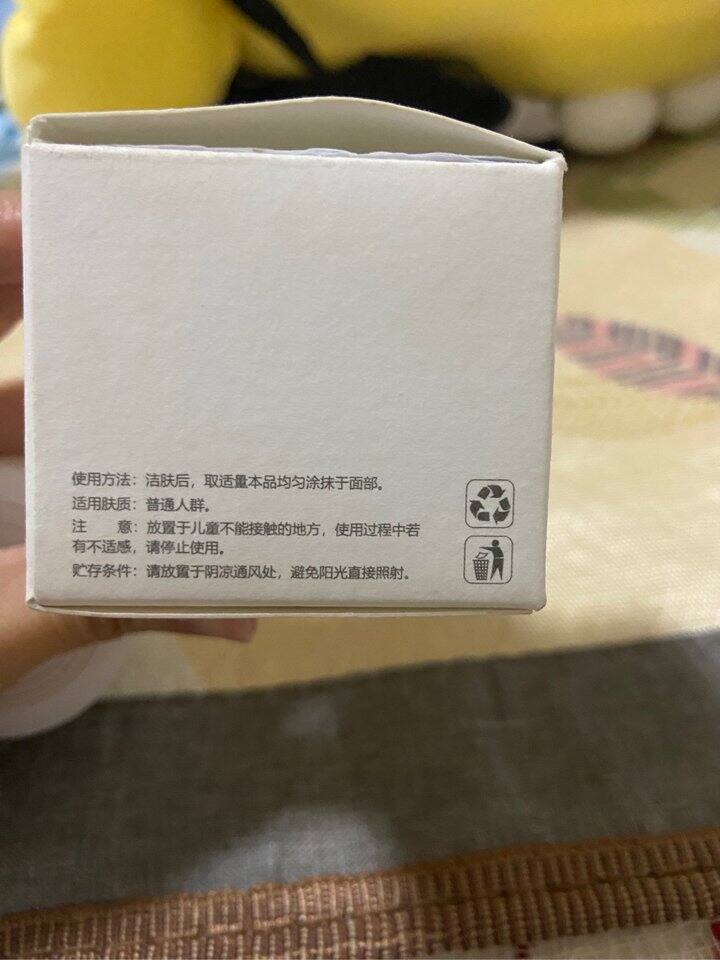 使用方法：洁肤后，取适量本品均匀涂抹于面部。
适用肤质：普通人群。
注 意：放置于儿童不能接触的地方，使用过程中若
有不适感，请停止使用。
贮存条件：请放置于阴凉通风处，避免阳光直接照射。